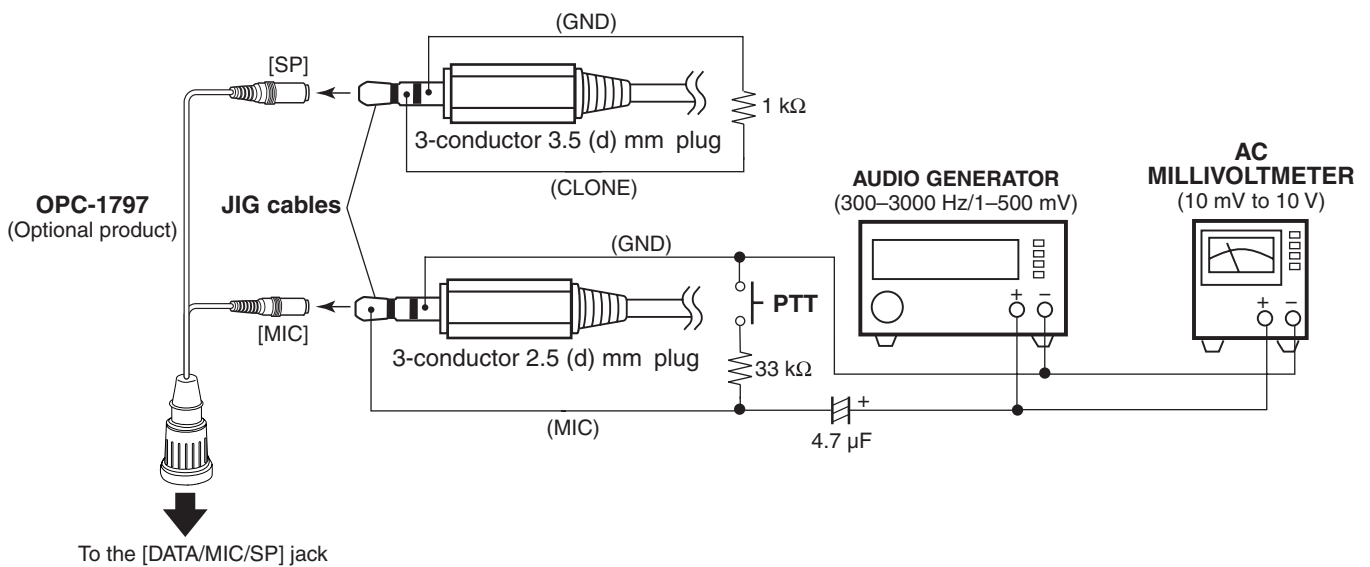 (GND)
[SP]
1 kΩ
3-conductor 3.5 (d) mm plug
(CLONE)
OPC-1797
(Optional product)
JIG cables
AUDIO GENERATOR
(300–3000 Hz/1–500 mV)
AC
MILLIVOLTMETER
(10 mV to 10 V)
(GND)
PTT
+ −
+ −
[MIC]
3-conductor 2.5 (d) mm plug
33 kΩ
(MIC)
+
4.7 µF
To the [DATA/MIC/SP] jack